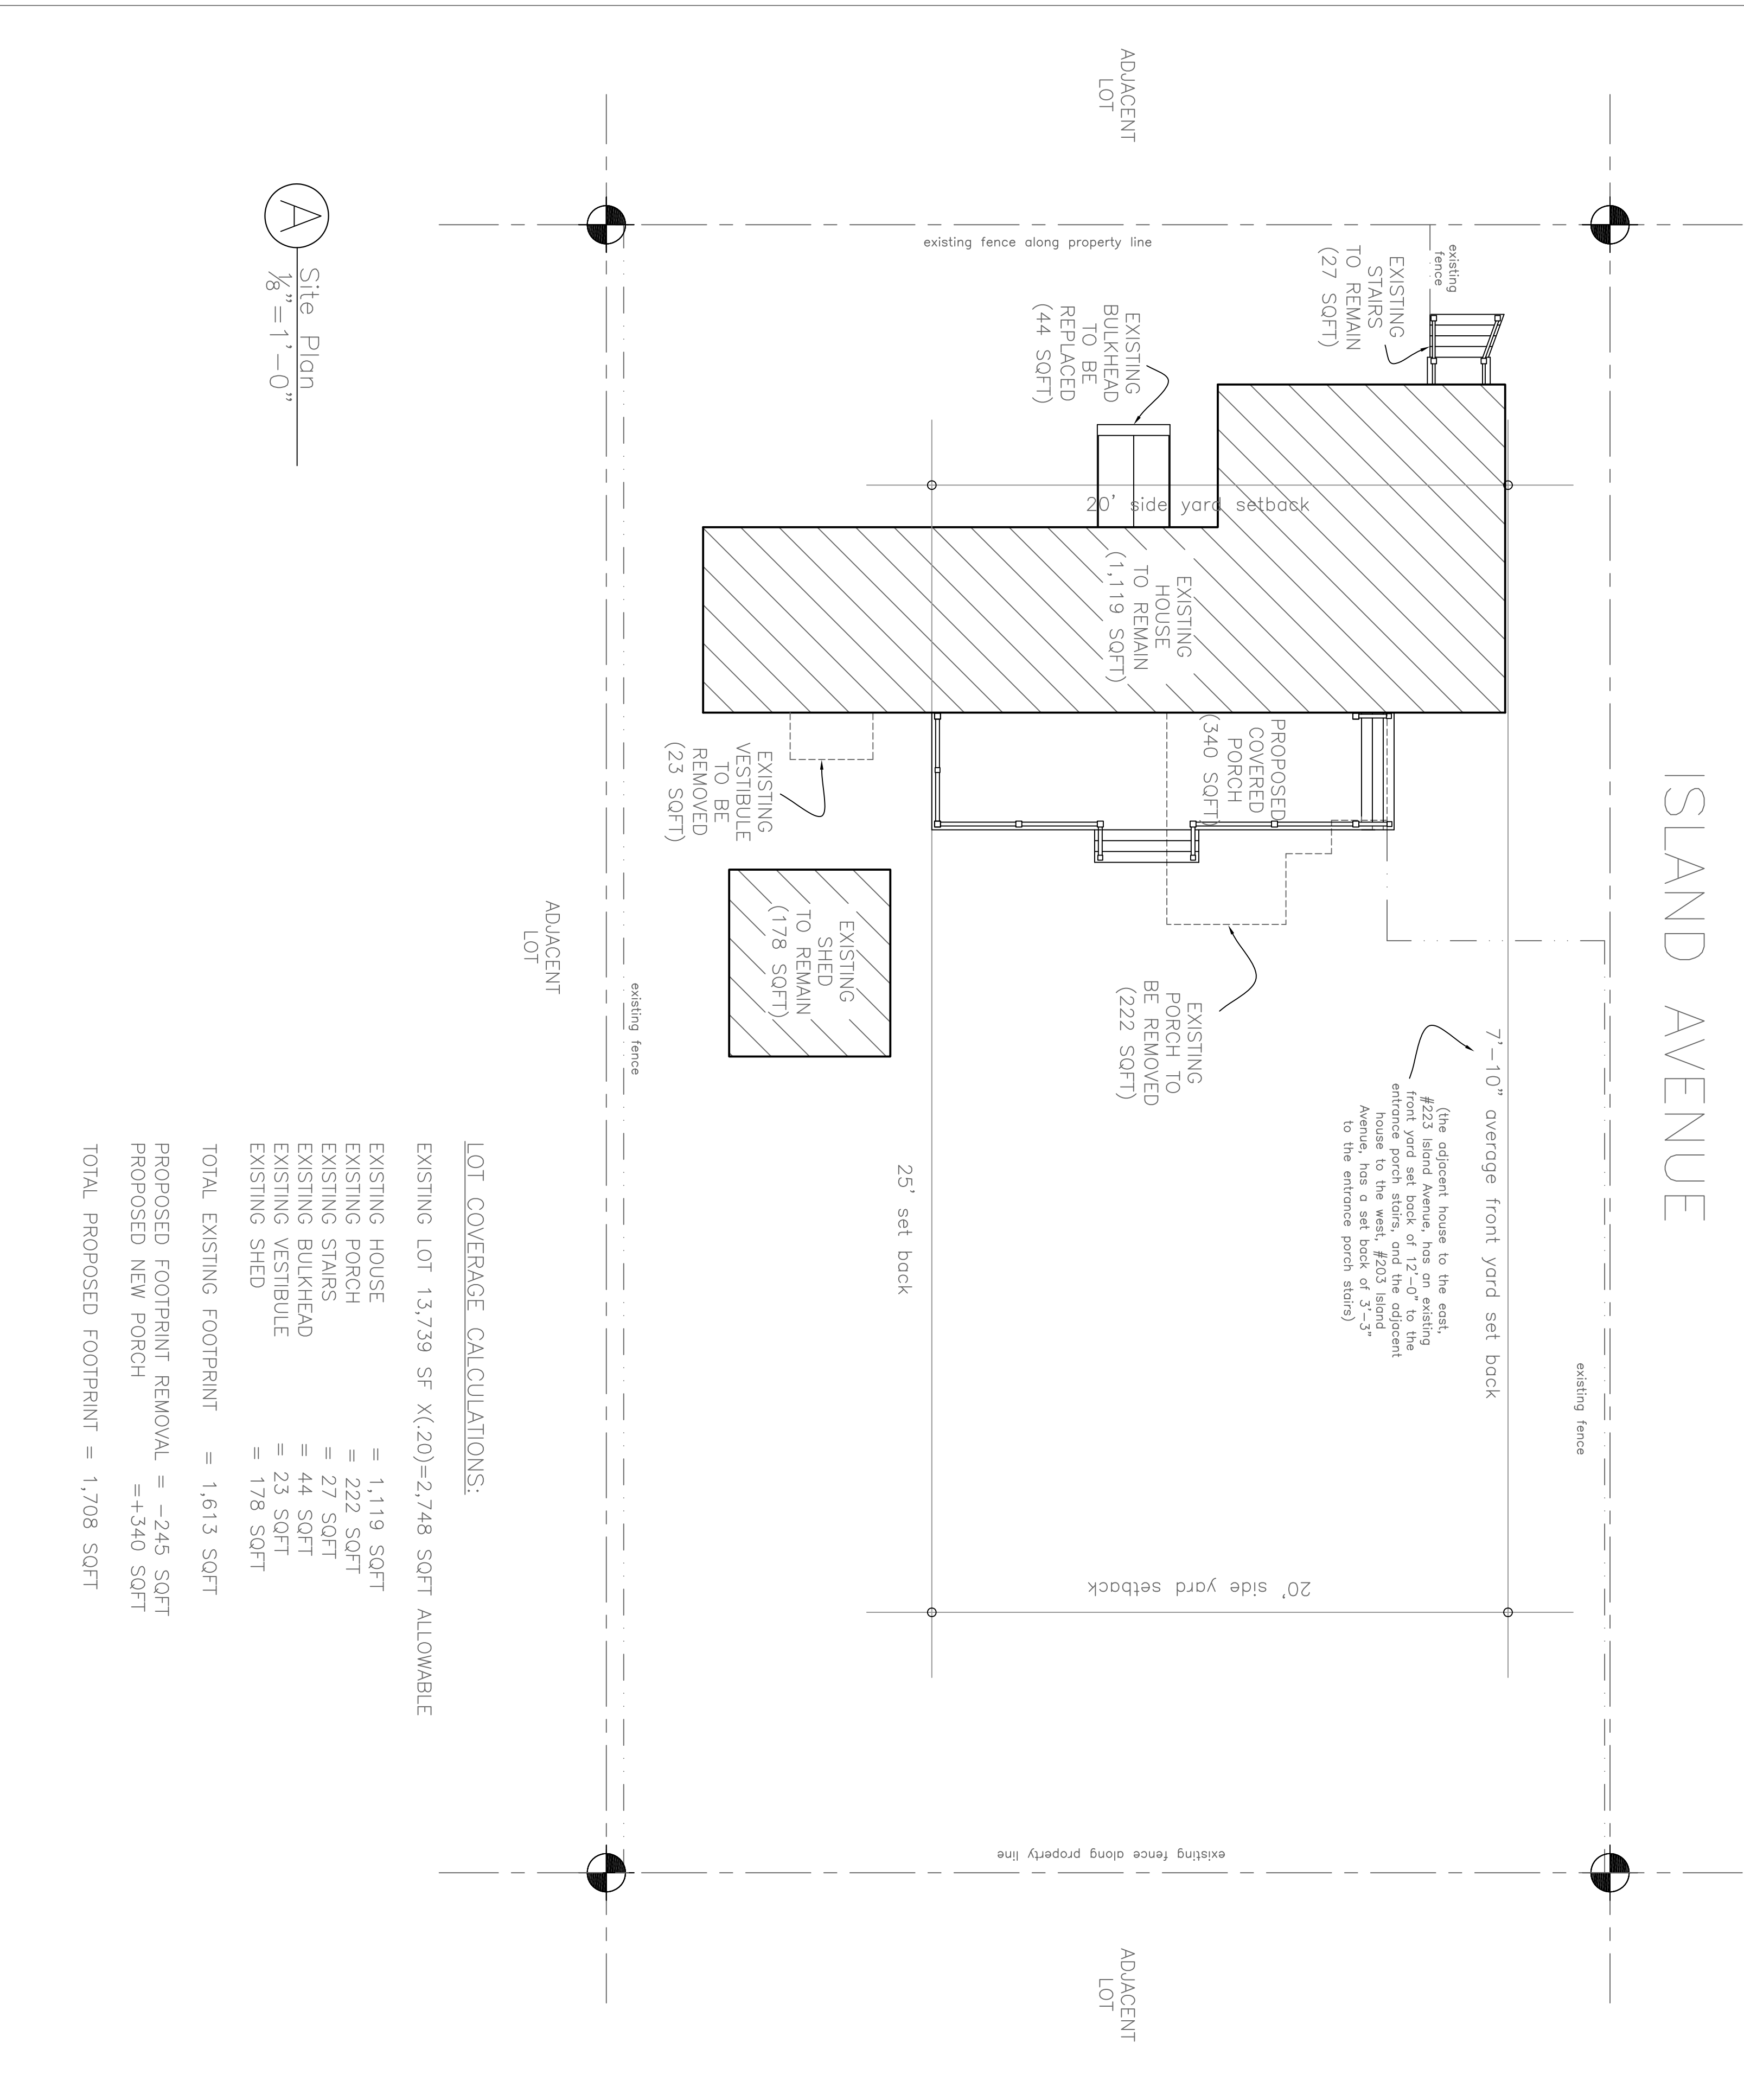 ISLAND AVENUE
ADJACENT
LOT
existing fence along property line
existing
fence
EXISTING
STAIRS
TO REMAIN
(27 SQFT)
EXISTING
BULKHEAD
TO BE
REPLACED
(44 SQFT)
20' side yard setback
EXISTING
HOUSE
TO REMAIN
(1,119 SQFT)
PROPOSED
COVERED
PORCH
(340 SQFT)
EXISTING
VESTIBULE
TO BE
REMOVED
(23 SQFT)
EXISTING
SHED
TO REMAIN
(178 SQFT)
EXISTING
PORCH TO
BE REMOVED
(222 SQFT)
7'-10" average front yard set back
(the adjacent house to the east,
#223 Island Avenue, has an existing
front yard set back of 12'-0" to the
entrance porch stairs, and the adjacent
house to the west, #203 Island
Avenue, has a set back of 3'-3"
to the entrance porch stairs)
existing fence
25' set back
20' side yard setback
existing fence along property line
ADJACENT
LOT
existing fence
ADJACENT
LOT
A
Site Plan
⅛"=1'-0"
LOT COVERAGE CALCULATIONS:
EXISTING LOT 13,739 SF X(.20)=2,748 SQFT ALLOWABLE
EXISTING HOUSE = 1,119 SQFT
EXISTING PORCH = 222 SQFT
EXISTING STAIRS = 27 SQFT
EXISTING BULKHEAD = 44 SQFT
EXISTING VESTIBULE = 23 SQFT
EXISTING SHED = 178 SQFT
TOTAL EXISTING FOOTPRINT = 1,613 SQFT
PROPOSED FOOTPRINT REMOVAL = -245 SQFT
PROPOSED NEW PORCH =+340 SQFT
TOTAL PROPOSED FOOTPRINT = 1,708 SQFT